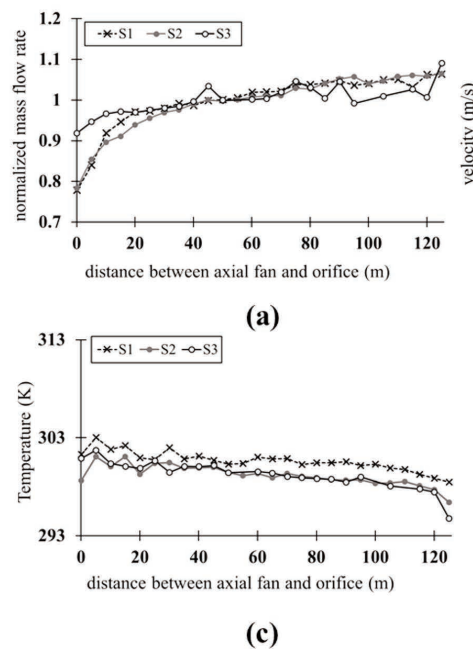 1.2
S1 S2 S3
1.1
1
0.9
0.8
0.7
0 20 40 60 80 100 120
normalized mass flow rate
velocity (m/s)
distance between axial fan and orifice (m)
(a)
313
S1 S2 S3
303
293
0 20 40 60 80 100 120
Temperature (K)
distance between axial fan and orifice (m)
(c)